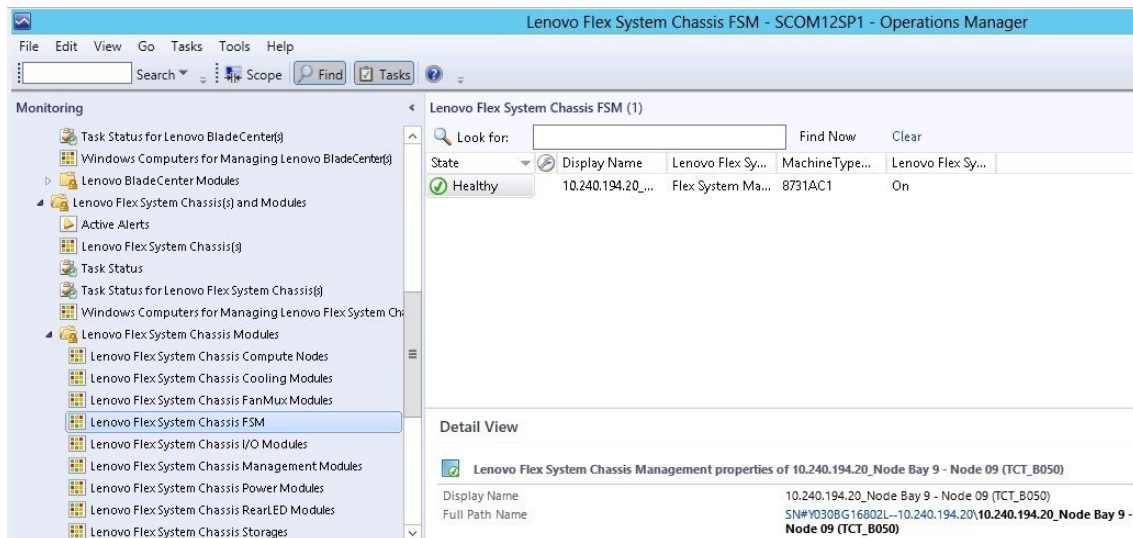 Lenovo Flex System Chassis FSM - SCOM12SP1 - Operations Manager
File Edit View Go Tasks Tools Help
Search Scope Find Tasks
Monitoring
Task Status for Lenovo BladeCenter(s)
Windows Computers for Managing Lenovo BladeCenter(s)
Lenovo BladeCenter Modules
Lenovo Flex System Chassis(s) and Modules
Active Alerts
Lenovo Flex System Chassis(s)
Task Status
Task Status for Lenovo Flex System Chassis(s)
Windows Computers for Managing Lenovo Flex System Ch
Lenovo Flex System Chassis Modules
Lenovo Flex System Chassis Compute Nodes
Lenovo Flex System Chassis Cooling Modules
Lenovo Flex System Chassis FanMux Modules
Lenovo Flex System Chassis FSM
Lenovo Flex System Chassis I/O Modules
Lenovo Flex System Chassis Management Modules
Lenovo Flex System Chassis Power Modules
Lenovo Flex System Chassis RearLED Modules
Lenovo Flex System Chassis Storages
Lenovo Flex System Chassis FSM (1)
Look for: Find Now Clear
State Display Name Lenovo Flex Sy... MachineType... Lenovo Flex Sy...
Healthy 10.240.194.20_... Flex System Ma... 8731AC1 On
Detail View
Lenovo Flex System Chassis Management properties of 10.240.194.20_Node Bay 9 - Node 09 (TCT_B050)
Display Name 10.240.194.20_Node Bay 9 - Node 09 (TCT_B050)
Full Path Name SN#Y030BG16802L--10.240.194.20\10.240.194.20_Node Bay 9 -
Node 09 (TCT_B050)